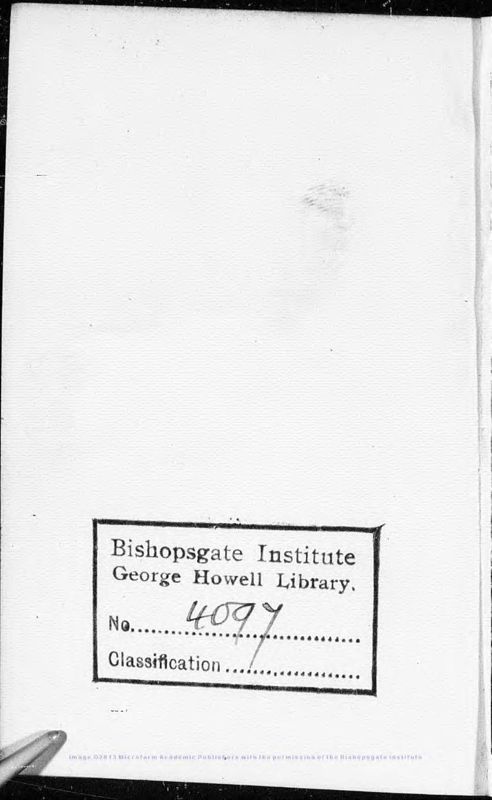 Bishopsgate Institute
George Howell Library.
No. 4097
Classification
Image ©2013 Microform Academic Publishers with the permission of the Bishopsgate Institute